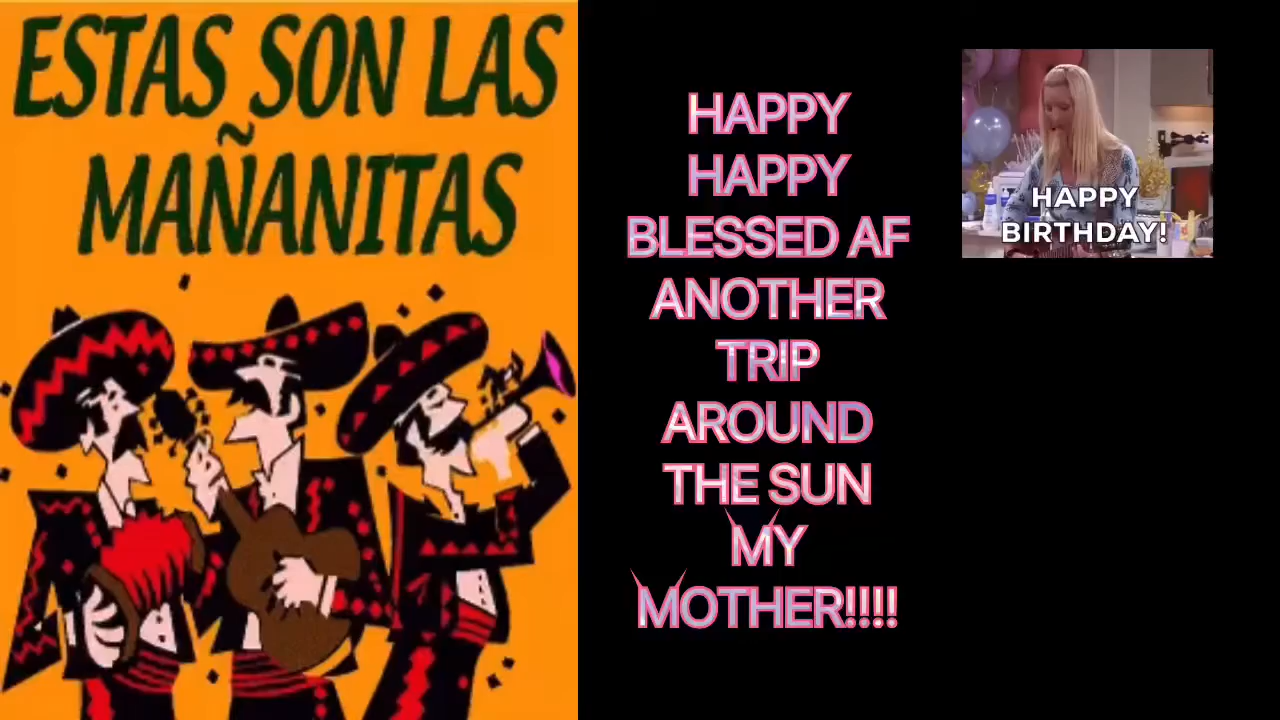 ESTAS SON LAS
MAÑANITAS
HAPPY
HAPPY
BLESSED AF
ANOTHER
TRIP
AROUND
THE SUN
MY
MOTHER!!!!
HAPPY
BIRTHDAY!